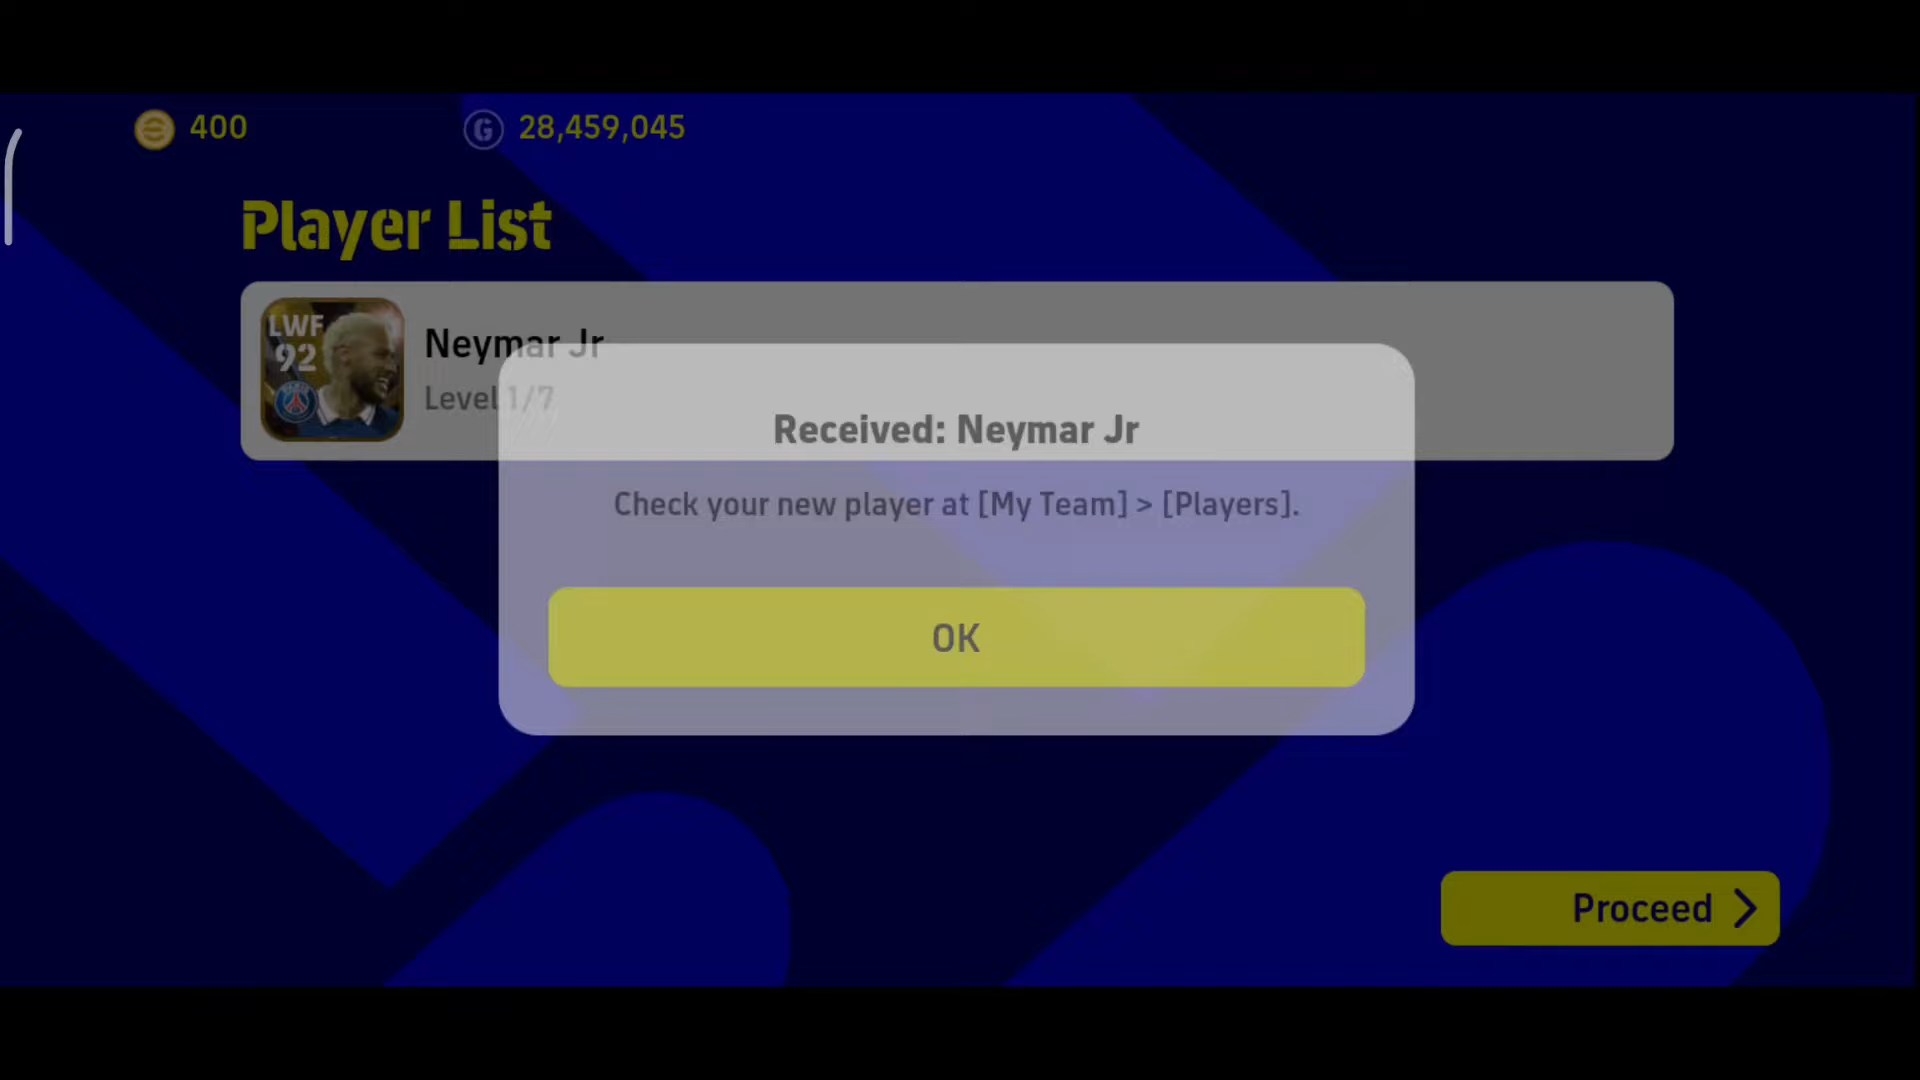 400
28,459,045
Player List
LWF
92
Neymar Jr
Level 1/7
Received: Neymar Jr
Check your new player at [My Team] > [Players].
OK
Proceed